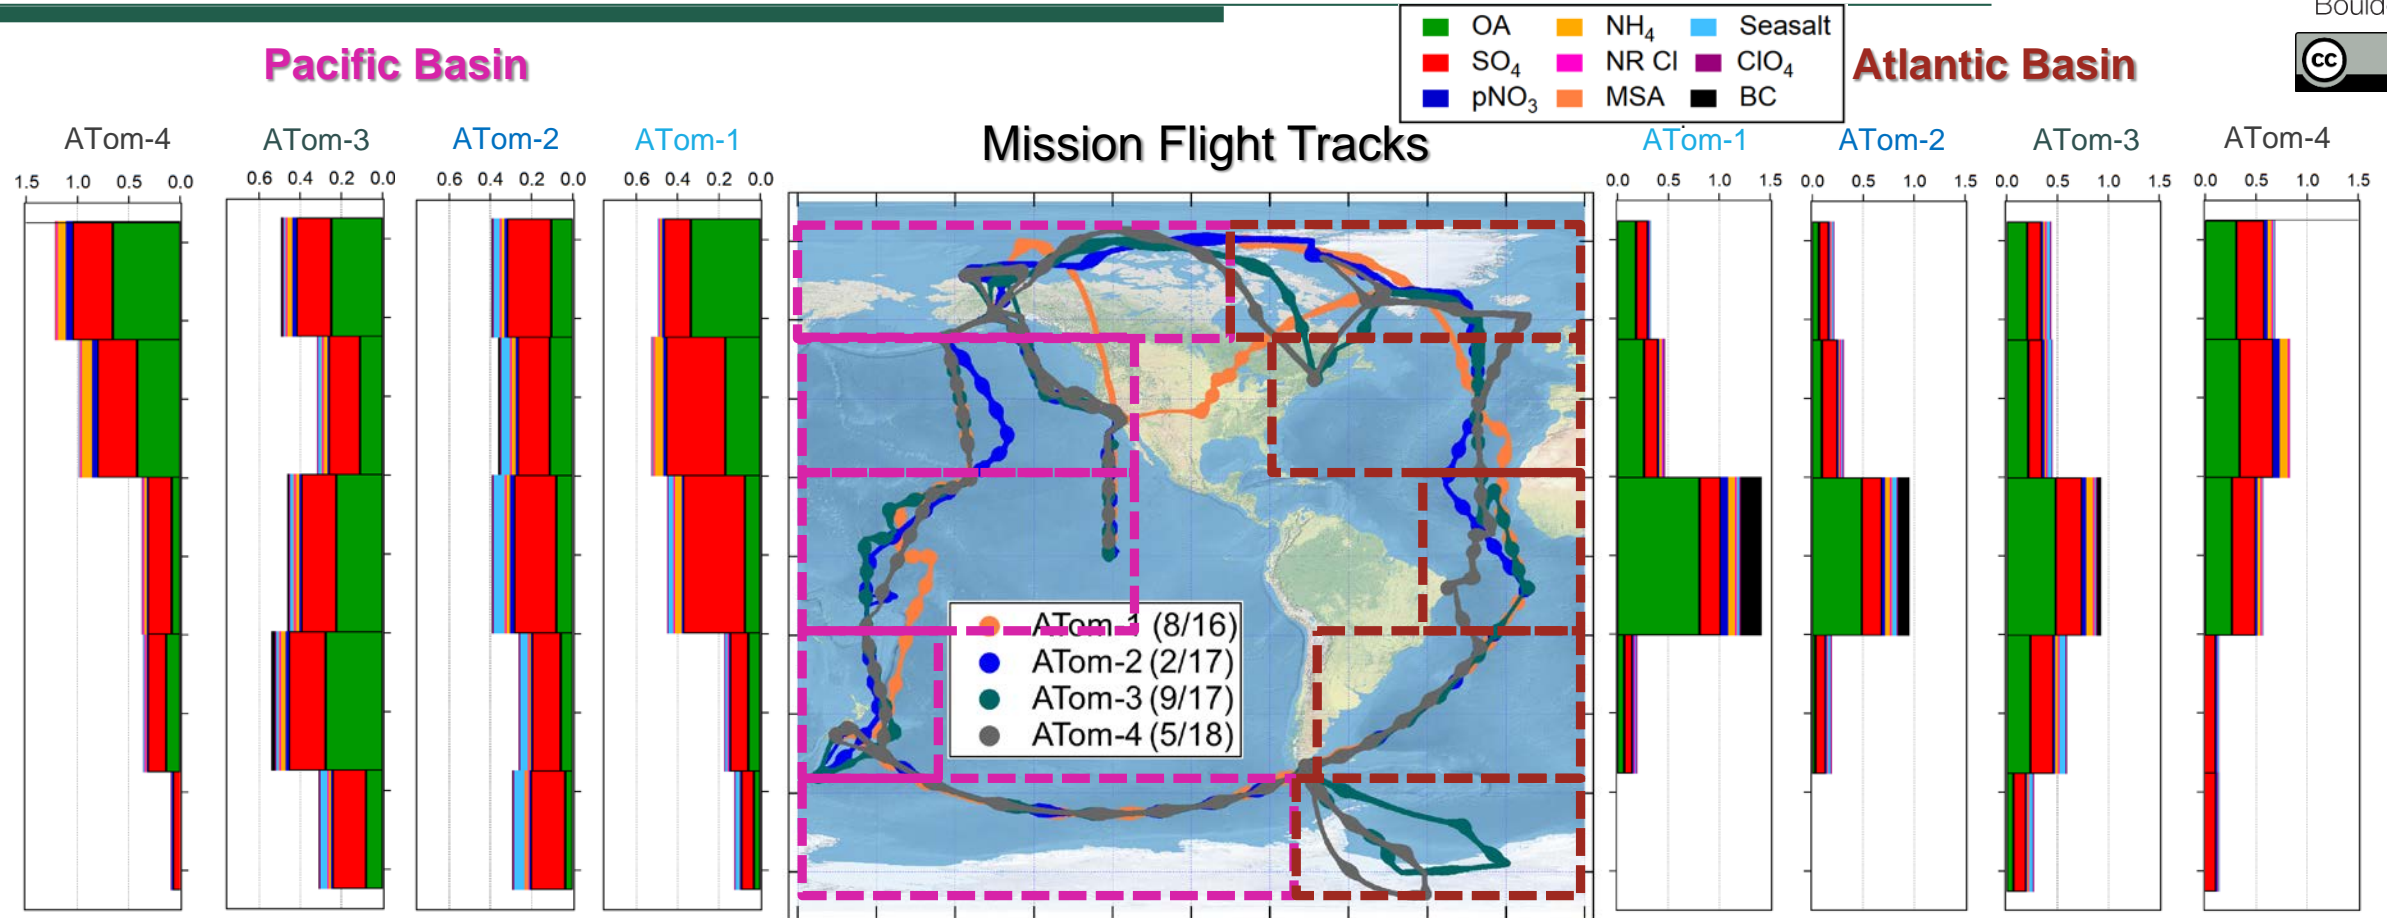 Pacific Basin
OA NH4 Seasalt
SO4 NR Cl ClO4
pNO3 MSA BC
Atlantic Basin
cc
Mission Flight Tracks
ATom-4 ATom-3 ATom-2 ATom-1 ATom-1 ATom-2 ATom-3 ATom-4
1.5 1.0 0.5 0.0 0.6 0.4 0.2 0.0 0.6 0.4 0.2 0.0 0.6 0.4 0.2 0.0 0.0 0.5 1.0 1.5 0.0 0.5 1.0 1.5 0.0 0.5 1.0 1.5 0.0 0.5 1.0 1.5
ATom-1 (8/16)
ATom-2 (2/17)
ATom-3 (9/17)
ATom-4 (5/18)